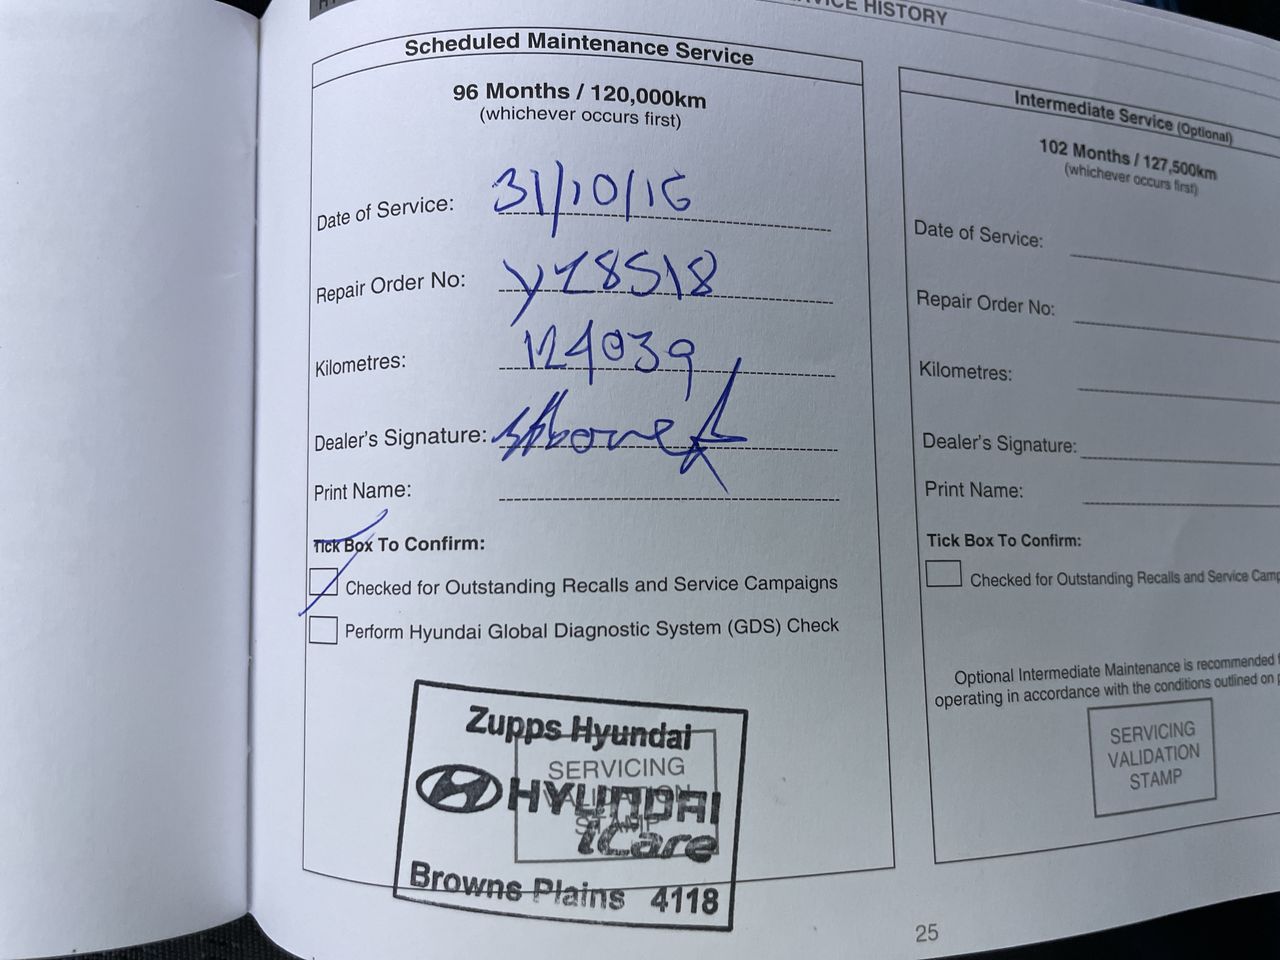 SERVICE HISTORY
Scheduled Maintenance Service
96 Months / 120,000km
(whichever occurs first)
Date of Service: 31/10/16
Repair Order No: Y28518
Kilometres: 124039
Dealer's Signature:
Print Name:
Tick Box To Confirm:
Checked for Outstanding Recalls and Service Campaigns
Perform Hyundai Global Diagnostic System (GDS) Check
Zupps Hyundai
SERVICING
VALIDATION
STAMP
HYUNDAI
iCare
Browns Plains 4118
Intermediate Service (Optional)
102 Months / 127,500km
(whichever occurs first)
Date of Service:
Repair Order No:
Kilometres:
Dealer's Signature:
Print Name:
Tick Box To Confirm:
Checked for Outstanding Recalls and Service Camp
Optional Intermediate Maintenance is recommended
operating in accordance with the conditions outlined on
SERVICING
VALIDATION
STAMP
25